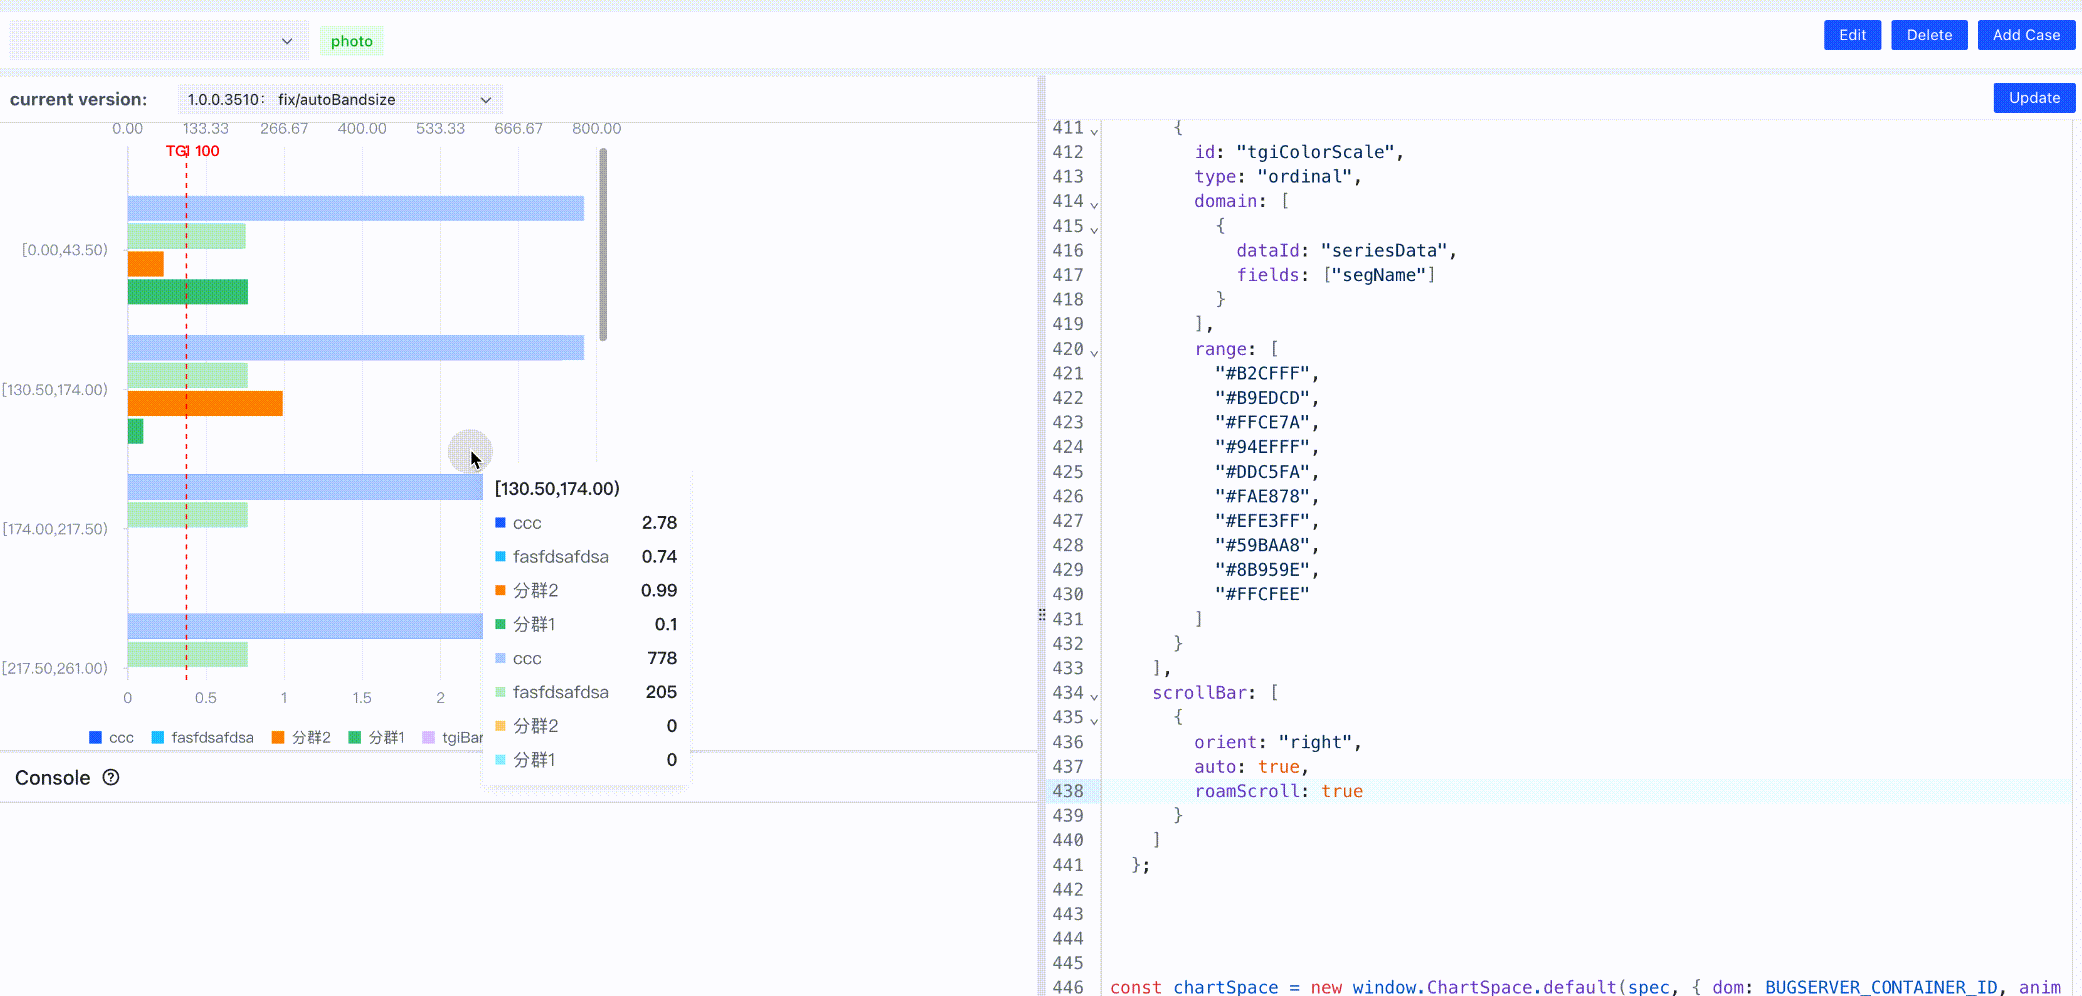 photo
Edit
Delete
Add Case
current version:
1.0.0.3510: fix/autoBandsize
Update
0.00 133.33 266.67 400.00 533.33 666.67 800.00
TGI 100
[0.00,43.50)
[130.50,174.00)
[174.00,217.50)
[217.50,261.00)
0 0.5 1 1.5 2
ccc fasfdsafdsa 分群2 分群1 tgiBar
[130.50,174.00)
ccc 2.78
fasfdsafdsa 0.74
分群2 0.99
分群1 0.1
ccc 778
fasfdsafdsa 205
分群2 0
分群1 0
Console
411 {
412 id: "tgiColorScale",
413 type: "ordinal",
414 domain: [
415 {
416 dataId: "seriesData",
417 fields: ["segName"]
418 }
419 ],
420 range: [
421 "#B2CFFF",
422 "#B9EDCD",
423 "#FFCE7A",
424 "#94EFFF",
425 "#DDC5FA",
426 "#FAE878",
427 "#EFE3FF",
428 "#59BAA8",
429 "#8B959E",
430 "#FFCFEE"
431 ]
432 }
433 ],
434 scrollBar: [
435 {
436 orient: "right",
437 auto: true,
438 roamScroll: true
439 }
440 ]
441 };
442
443
444
445
446 const chartSpace = new window.ChartSpace.default(spec, { dom: BUGSERVER_CONTAINER_ID, anim